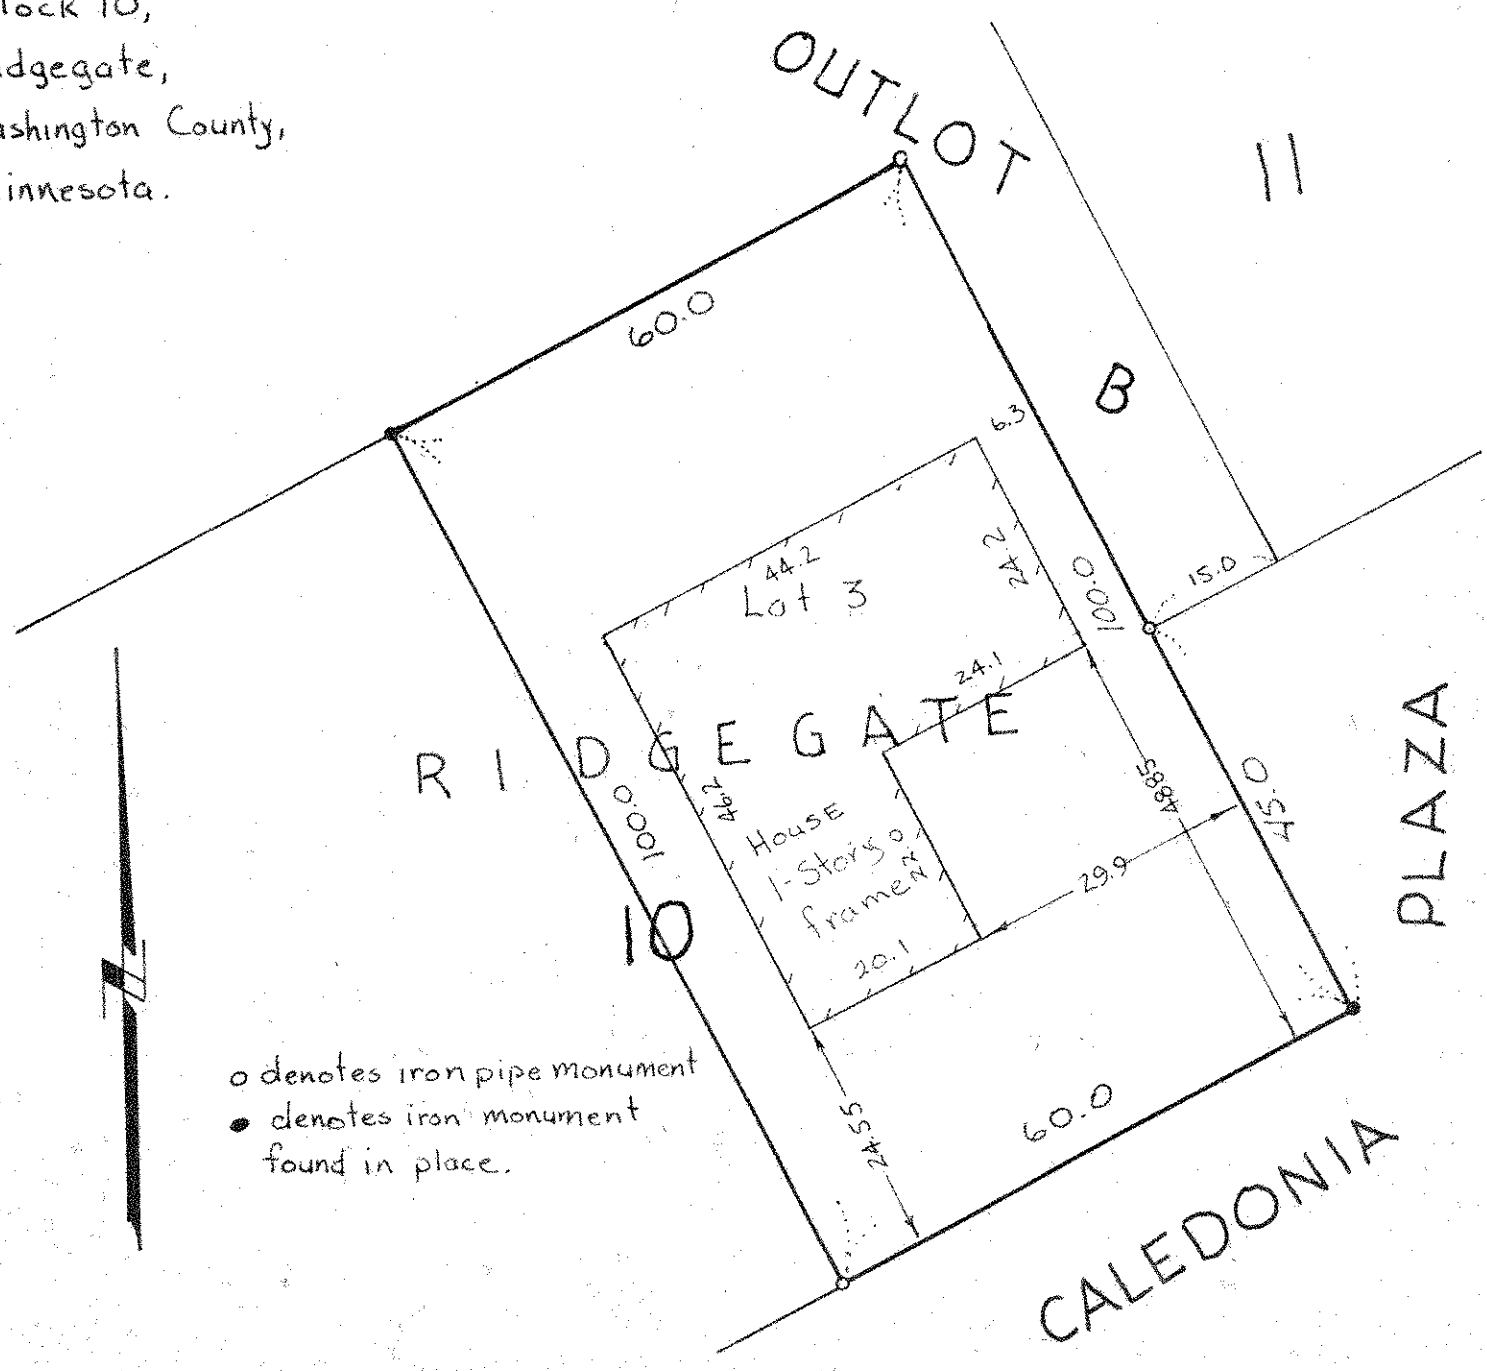 lock 10,
idgegate,
ashington County,
innesota.
OUTLOT
11
B
60.0
6.3
44.2
24.2
Lot 3
100.0
15.0
24.1
RIDGEGATE
100.0
46.2
House
1-Story
frame
48.85
45.0
PLAZA
29.9
10
20.1
o denotes iron pipe monument
● denotes iron monument
found in place.
24.55
60.0
CALEDONIA